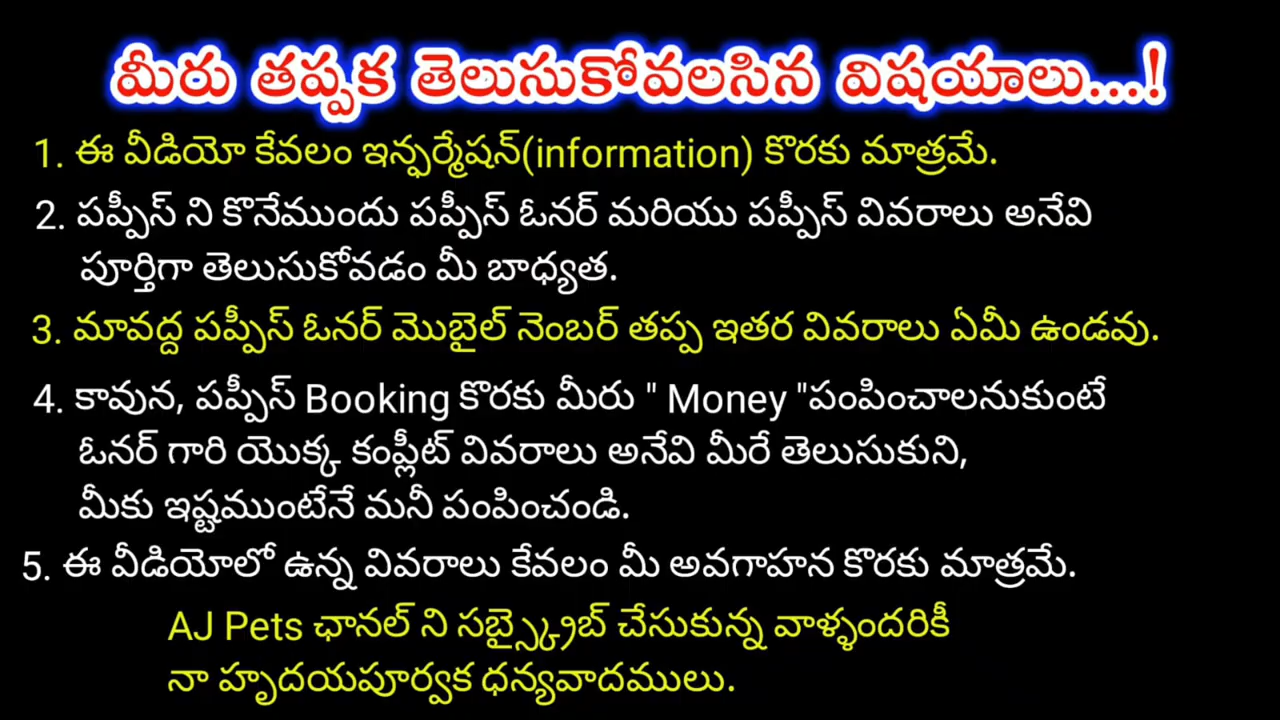 మీరు తప్పక తెలుసుకోవలసిన విషయాలు...!
1. ఈ వీడియో కేవలం ఇన్ఫర్మేషన్(information) కొరకు మాత్రమే.
2. పప్పీస్ ని కొనేముందు పప్పీస్ ఓనర్ మరియు పప్పీస్ వివరాలు అనేవి
పూర్తిగా తెలుసుకోవడం మీ బాధ్యత.
3. మావద్ద పప్పీస్ ఓనర్ మొబైల్ నెంబర్ తప్ప ఇతర వివరాలు ఏమీ ఉండవు.
4. కావున, పప్పీస్ Booking కొరకు మీరు " Money "పంపించాలనుకుంటే
ఓనర్ గారి యొక్క కంప్లీట్ వివరాలు అనేవి మీరే తెలుసుకుని,
మీకు ఇష్టముంటేనే మనీ పంపించండి.
5. ఈ వీడియోలో ఉన్న వివరాలు కేవలం మీ అవగాహన కొరకు మాత్రమే.
AJ Pets ఛానల్ ని సబ్స్క్రైబ్ చేసుకున్న వాళ్ళందరికీ
నా హృదయపూర్వక ధన్యవాదములు.